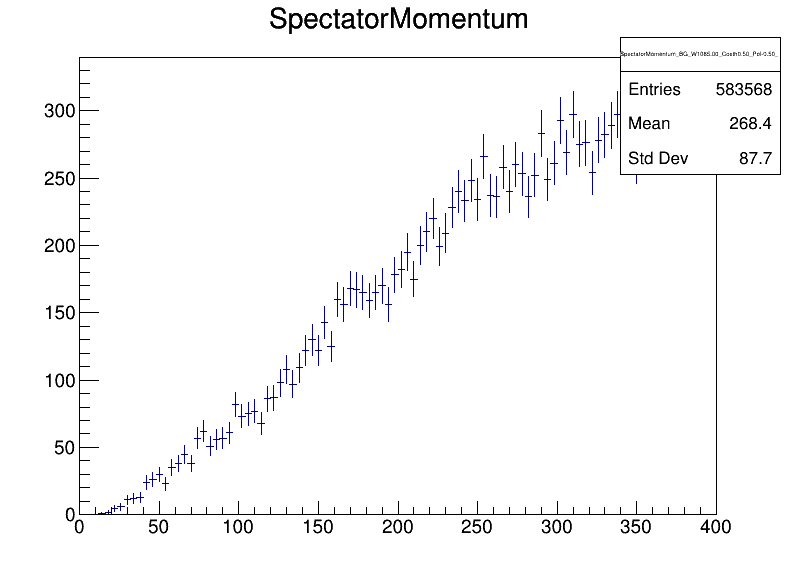 SpectatorMomentum
SpectatorMomentum_BG_W1085.00_Costh0.50_Pol-0.50_
Entries 583568
Mean 268.4
Std Dev 87.7
300
250
200
150
100
50
0
0 50 100 150 200 250 300 350 400